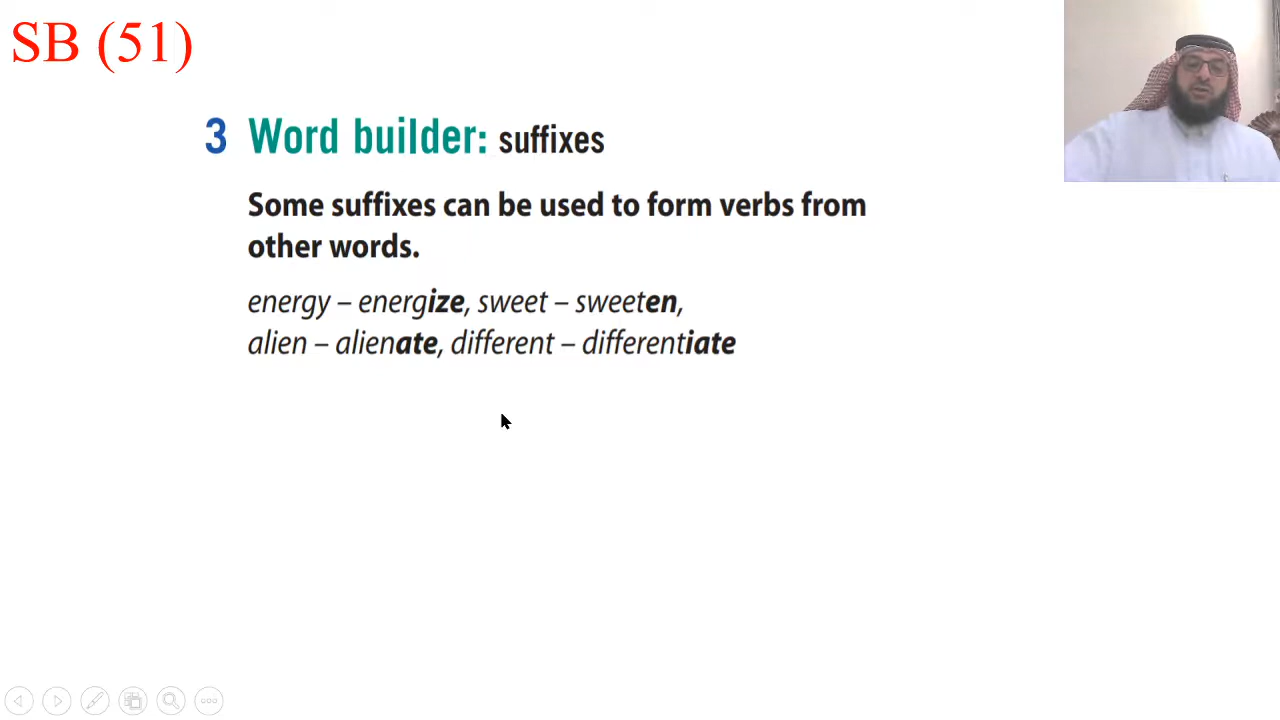 SB (51)
3 Word builder: suffixes
Some suffixes can be used to form verbs from
other words.
energy – energize, sweet – sweeten,
alien – alienate, different – differentiate